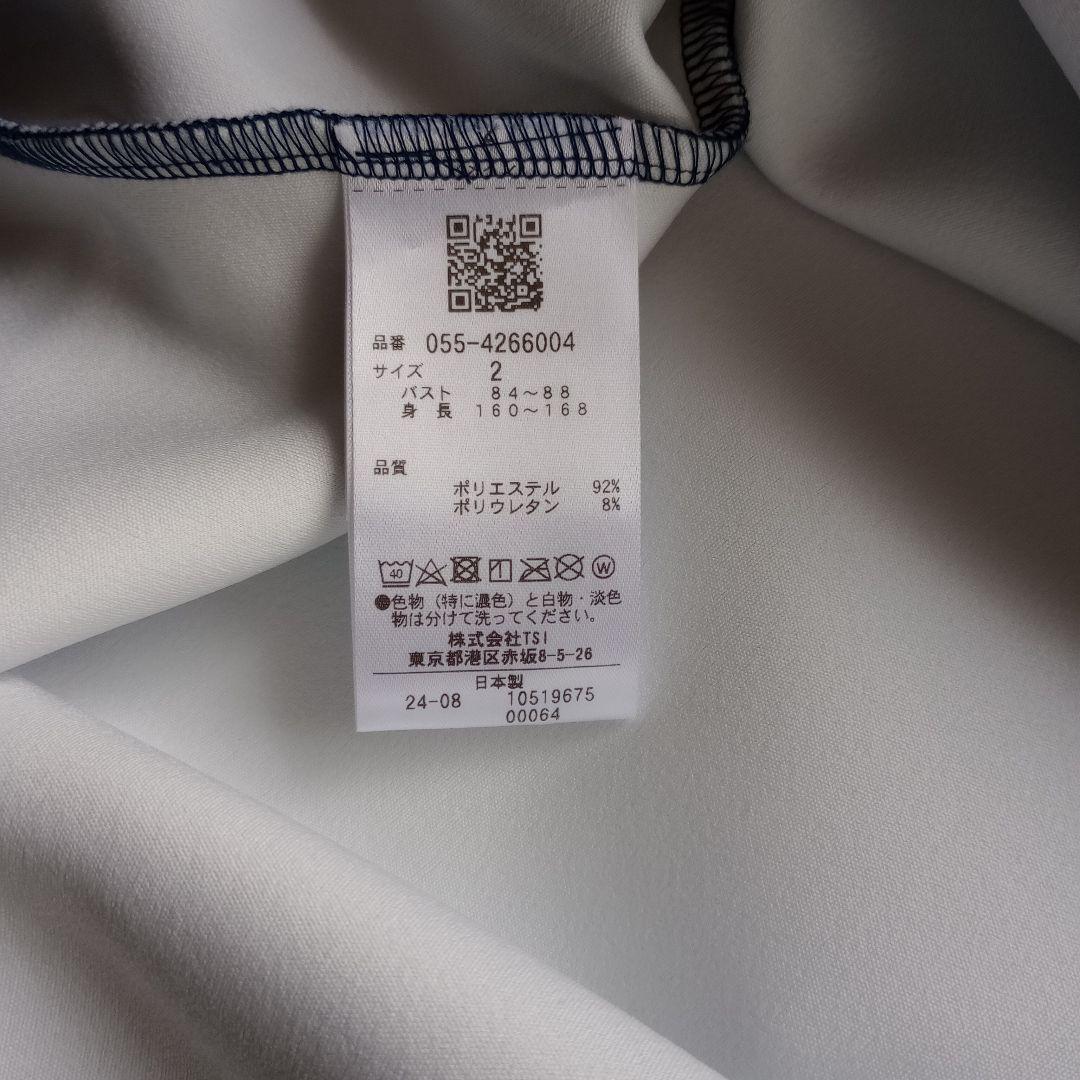 品番 055-4266004
サイズ 2
バスト 84～88
身長 160～168
品質
ポリエステル 92%
ポリウレタン 8%
40 W
●色物（特に濃色）と白物・淡色
物は分けて洗ってください。
株式会社TSI
東京都港区赤坂8-5-26
日本製
24-08 10519675
00064